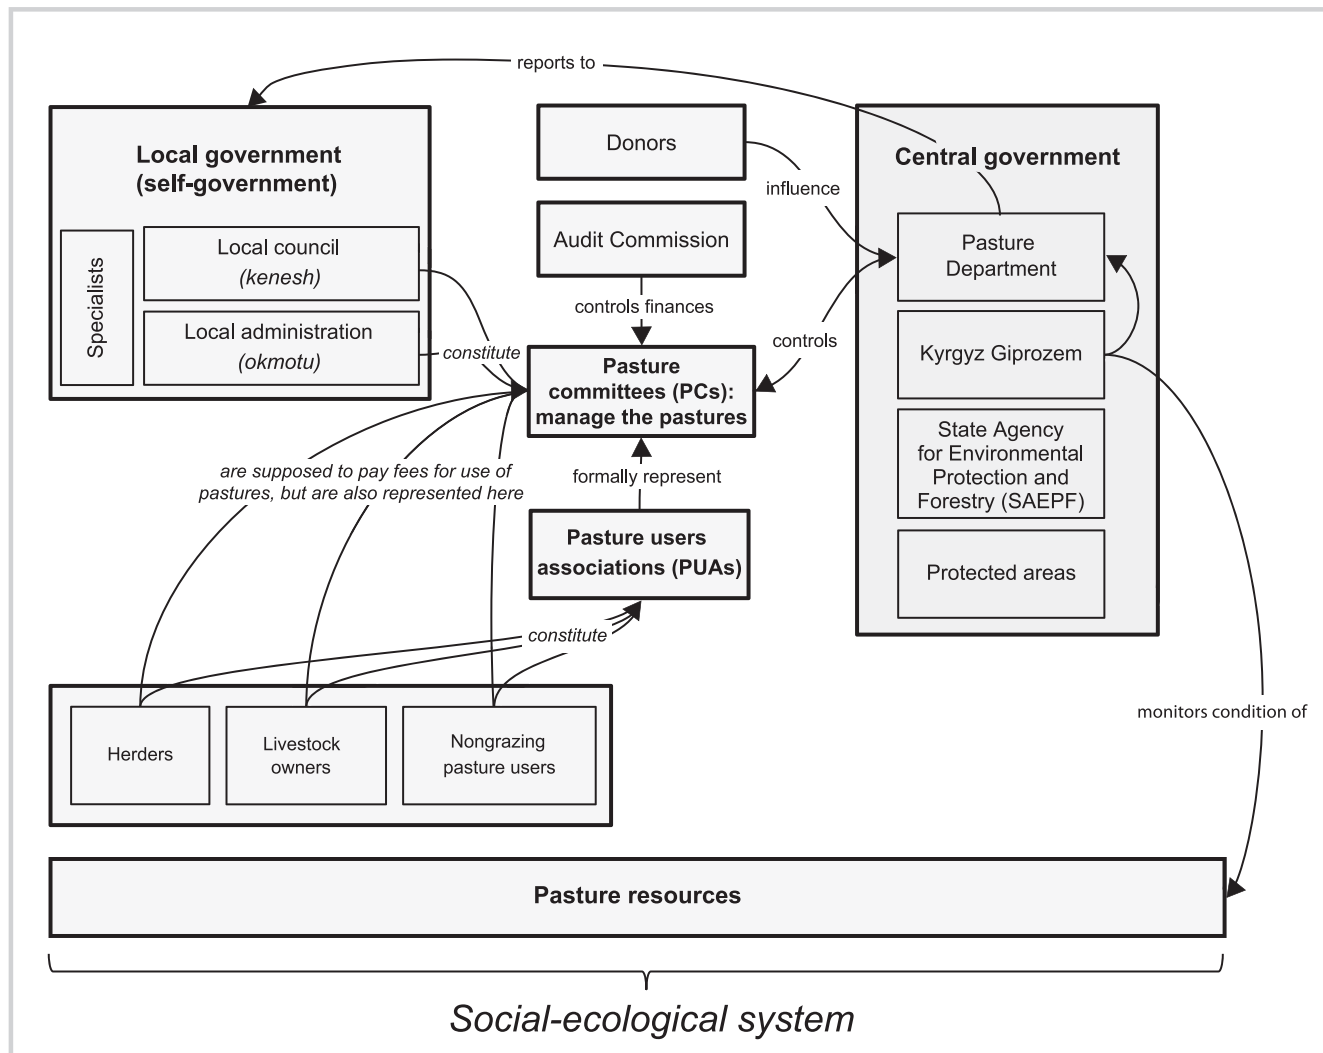 reports to
Local government
(self-government)
Specialists
Local council
(kenesh)
Local administration
(okmotu)
constitute
Donors
influence
Audit Commission
controls finances
controls
Pasture
committees (PCs):
manage the pastures
Central government
Pasture
Department
Kyrgyz Giprozem
State Agency
for Environmental
Protection and
Forestry (SAEPF)
Protected areas
are supposed to pay fees for use of
pastures, but are also represented here
formally represent
Pasture users
associations (PUAs)
constitute
monitors condition of
Herders
Livestock
owners
Nongrazing
pasture users
Pasture resources
Social-ecological system